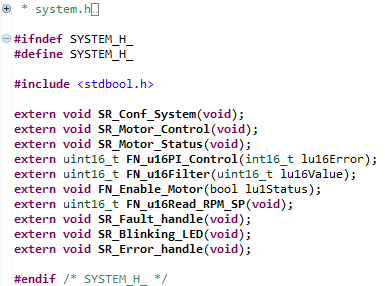 * system.h
#ifndef SYSTEM_H_
#define SYSTEM_H_
#include <stdbool.h>
extern void SR_Conf_System(void);
extern void SR_Motor_Control(void);
extern void SR_Motor_Status(void);
extern uint16_t FN_u16PI_Control(int16_t lu16Error);
extern uint16_t FN_u16Filter(uint16_t lu16Value);
extern void FN_Enable_Motor(bool lu1Status);
extern uint16_t FN_u16Read_RPM_SP(void);
extern void SR_Fault_handle(void);
extern void SR_Blinking_LED(void);
extern void SR_Error_handle(void);
#endif /* SYSTEM_H_ */